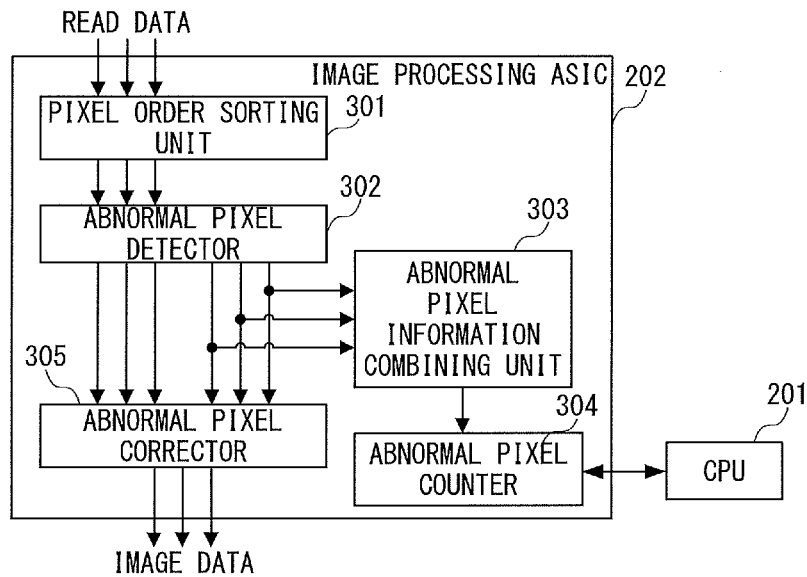 READ DATA
IMAGE PROCESSING ASIC
202
PIXEL ORDER SORTING
UNIT
301
302
ABNORMAL PIXEL
DETECTOR
303
ABNORMAL
PIXEL
INFORMATION
COMBINING UNIT
305
ABNORMAL PIXEL
CORRECTOR
304
ABNORMAL PIXEL
COUNTER
201
CPU
IMAGE DATA